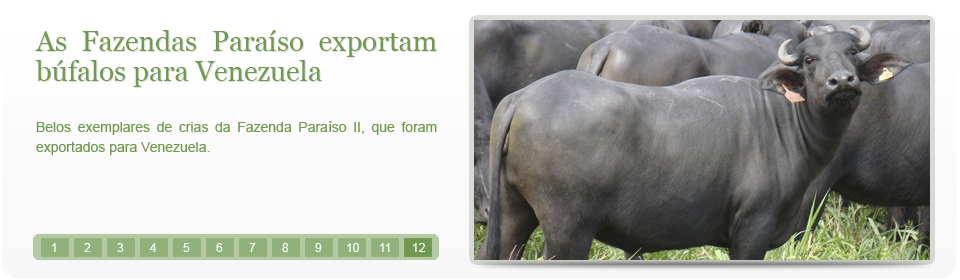 As Fazendas Paraíso exportam
búfalos para Venezuela
Belos exemplares de crias da Fazenda Paraíso II, que foram
exportados para Venezuela.
1 2 3 4 5 6 7 8 9 10 11 12